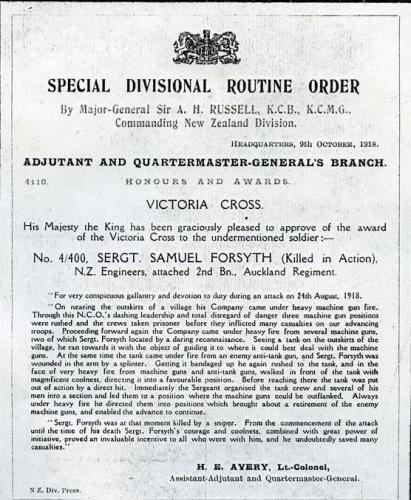 SPECIAL DIVISIONAL ROUTINE ORDER
By Major-General Sir A. H. RUSSELL, K.C.B., K.C.M.G.,
Commanding New Zealand Division.
HEADQUARTERS, 9th OCTOBER, 1918.
ADJUTANT AND QUARTERMASTER-GENERAL'S BRANCH.
4110. HONOURS AND AWARDS.
VICTORIA CROSS.
His Majesty the King has been graciously pleased to approve of the award
of the Victoria Cross to the undermentioned soldier:—
No. 4/400, SERGT. SAMUEL FORSYTH (Killed in Action),
N.Z. Engineers, attached 2nd Bn., Auckland Regiment.
"For very conspicuous gallantry and devotion to duty during an attack on 24th August, 1918.
"On nearing the outskirts of a village his Company came under heavy machine gun fire.
Through this N.C.O.'s dashing leadership and total disregard of danger three machine gun positions
were rushed and the crews taken prisoner before they inflicted many casualties on our advancing
troops. Proceeding forward again the Company came under heavy fire from several machine guns,
two of which Sergt. Forsyth located by a daring reconnaissance. Seeing a tank on the outskirts of the
village, he ran towards it with the object of guiding it to where it could best deal with the machine
guns. At the same time the tank came under fire from an enemy anti-tank gun, and Sergt. Forsyth was
wounded in the arm by a splinter. Getting it bandaged up he again rushed to the tank, and in the
face of very heavy fire from machine guns and anti-tank guns, walked in front of the tank with
magnificent coolness, directing it into a favourable position. Before reaching there the tank was put
out of action by a direct hit. Immediately the Sergeant organised the tank crew and several of his
men into a section and led them to a position where the machine guns could be outflanked. Always
under heavy fire he directed them into positions which brought about a retirement of the enemy
machine guns, and enabled the advance to continue.
"Sergt. Forsyth was at that moment killed by a sniper. From the commencement of the attack
until the time of his death Sergt. Forsyth's courage and coolness, combined with great power of
initiative, proved an invaluable incentive to all who were with him, and he undoubtedly saved many
casualties."
H. E. AVERY, Lt.-Colonel,
Assistant-Adjutant and Quartermaster-General.
N.Z. Div. Press.